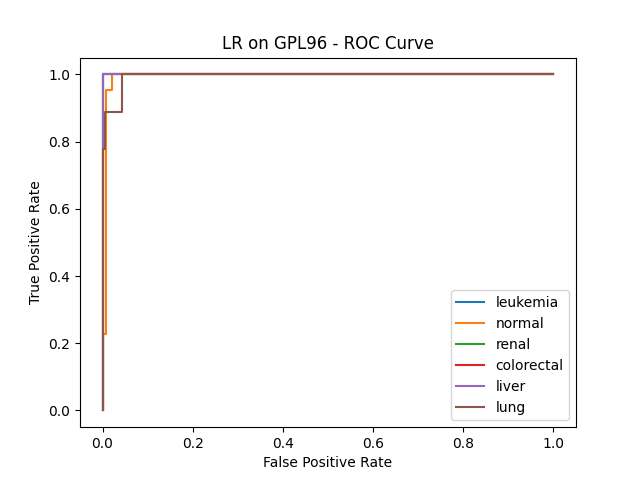 LR on GPL96 - ROC Curve
True Positive Rate
1.0
0.8
0.6
0.4
0.2
0.0
0.0 0.2 0.4 0.6 0.8 1.0
False Positive Rate
leukemia
normal
renal
colorectal
liver
lung